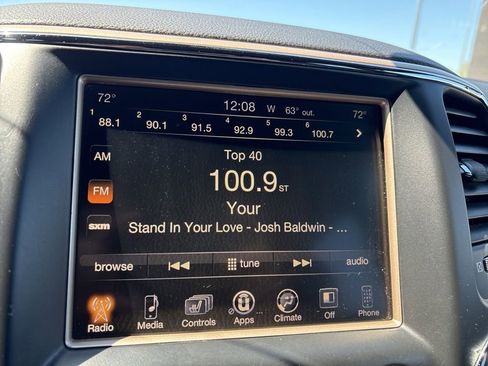 72° 12:08 W 63° out. 72°
1 88.1 2 90.1 3 91.5 4 92.9 5 99.3 6 100.7
AM
Top 40
FM
100.9 ST
Your
sxm
Stand In Your Love - Josh Baldwin - ...
browse tune audio
Radio Media Controls Apps Climate Off Phone